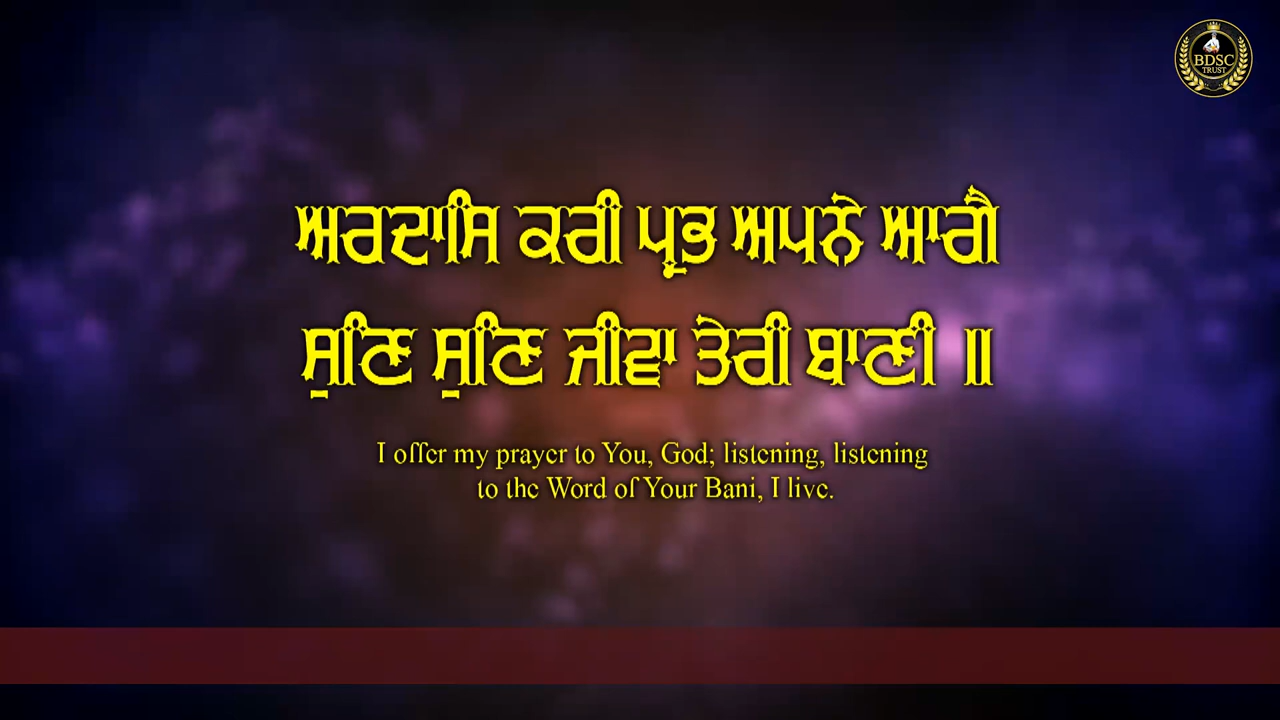 BDSC
TRUST
ਅਰਦਾਸਿ ਕਰੀ ਪ੍ਰਭ ਅਪਨੇ ਆਗੈ
ਸੁਣਿ ਸੁਣਿ ਜੀਵਾ ਤੇਰੀ ਬਾਣੀ ॥
I offer my prayer to You, God; listening, listening
to the Word of Your Bani, I live.